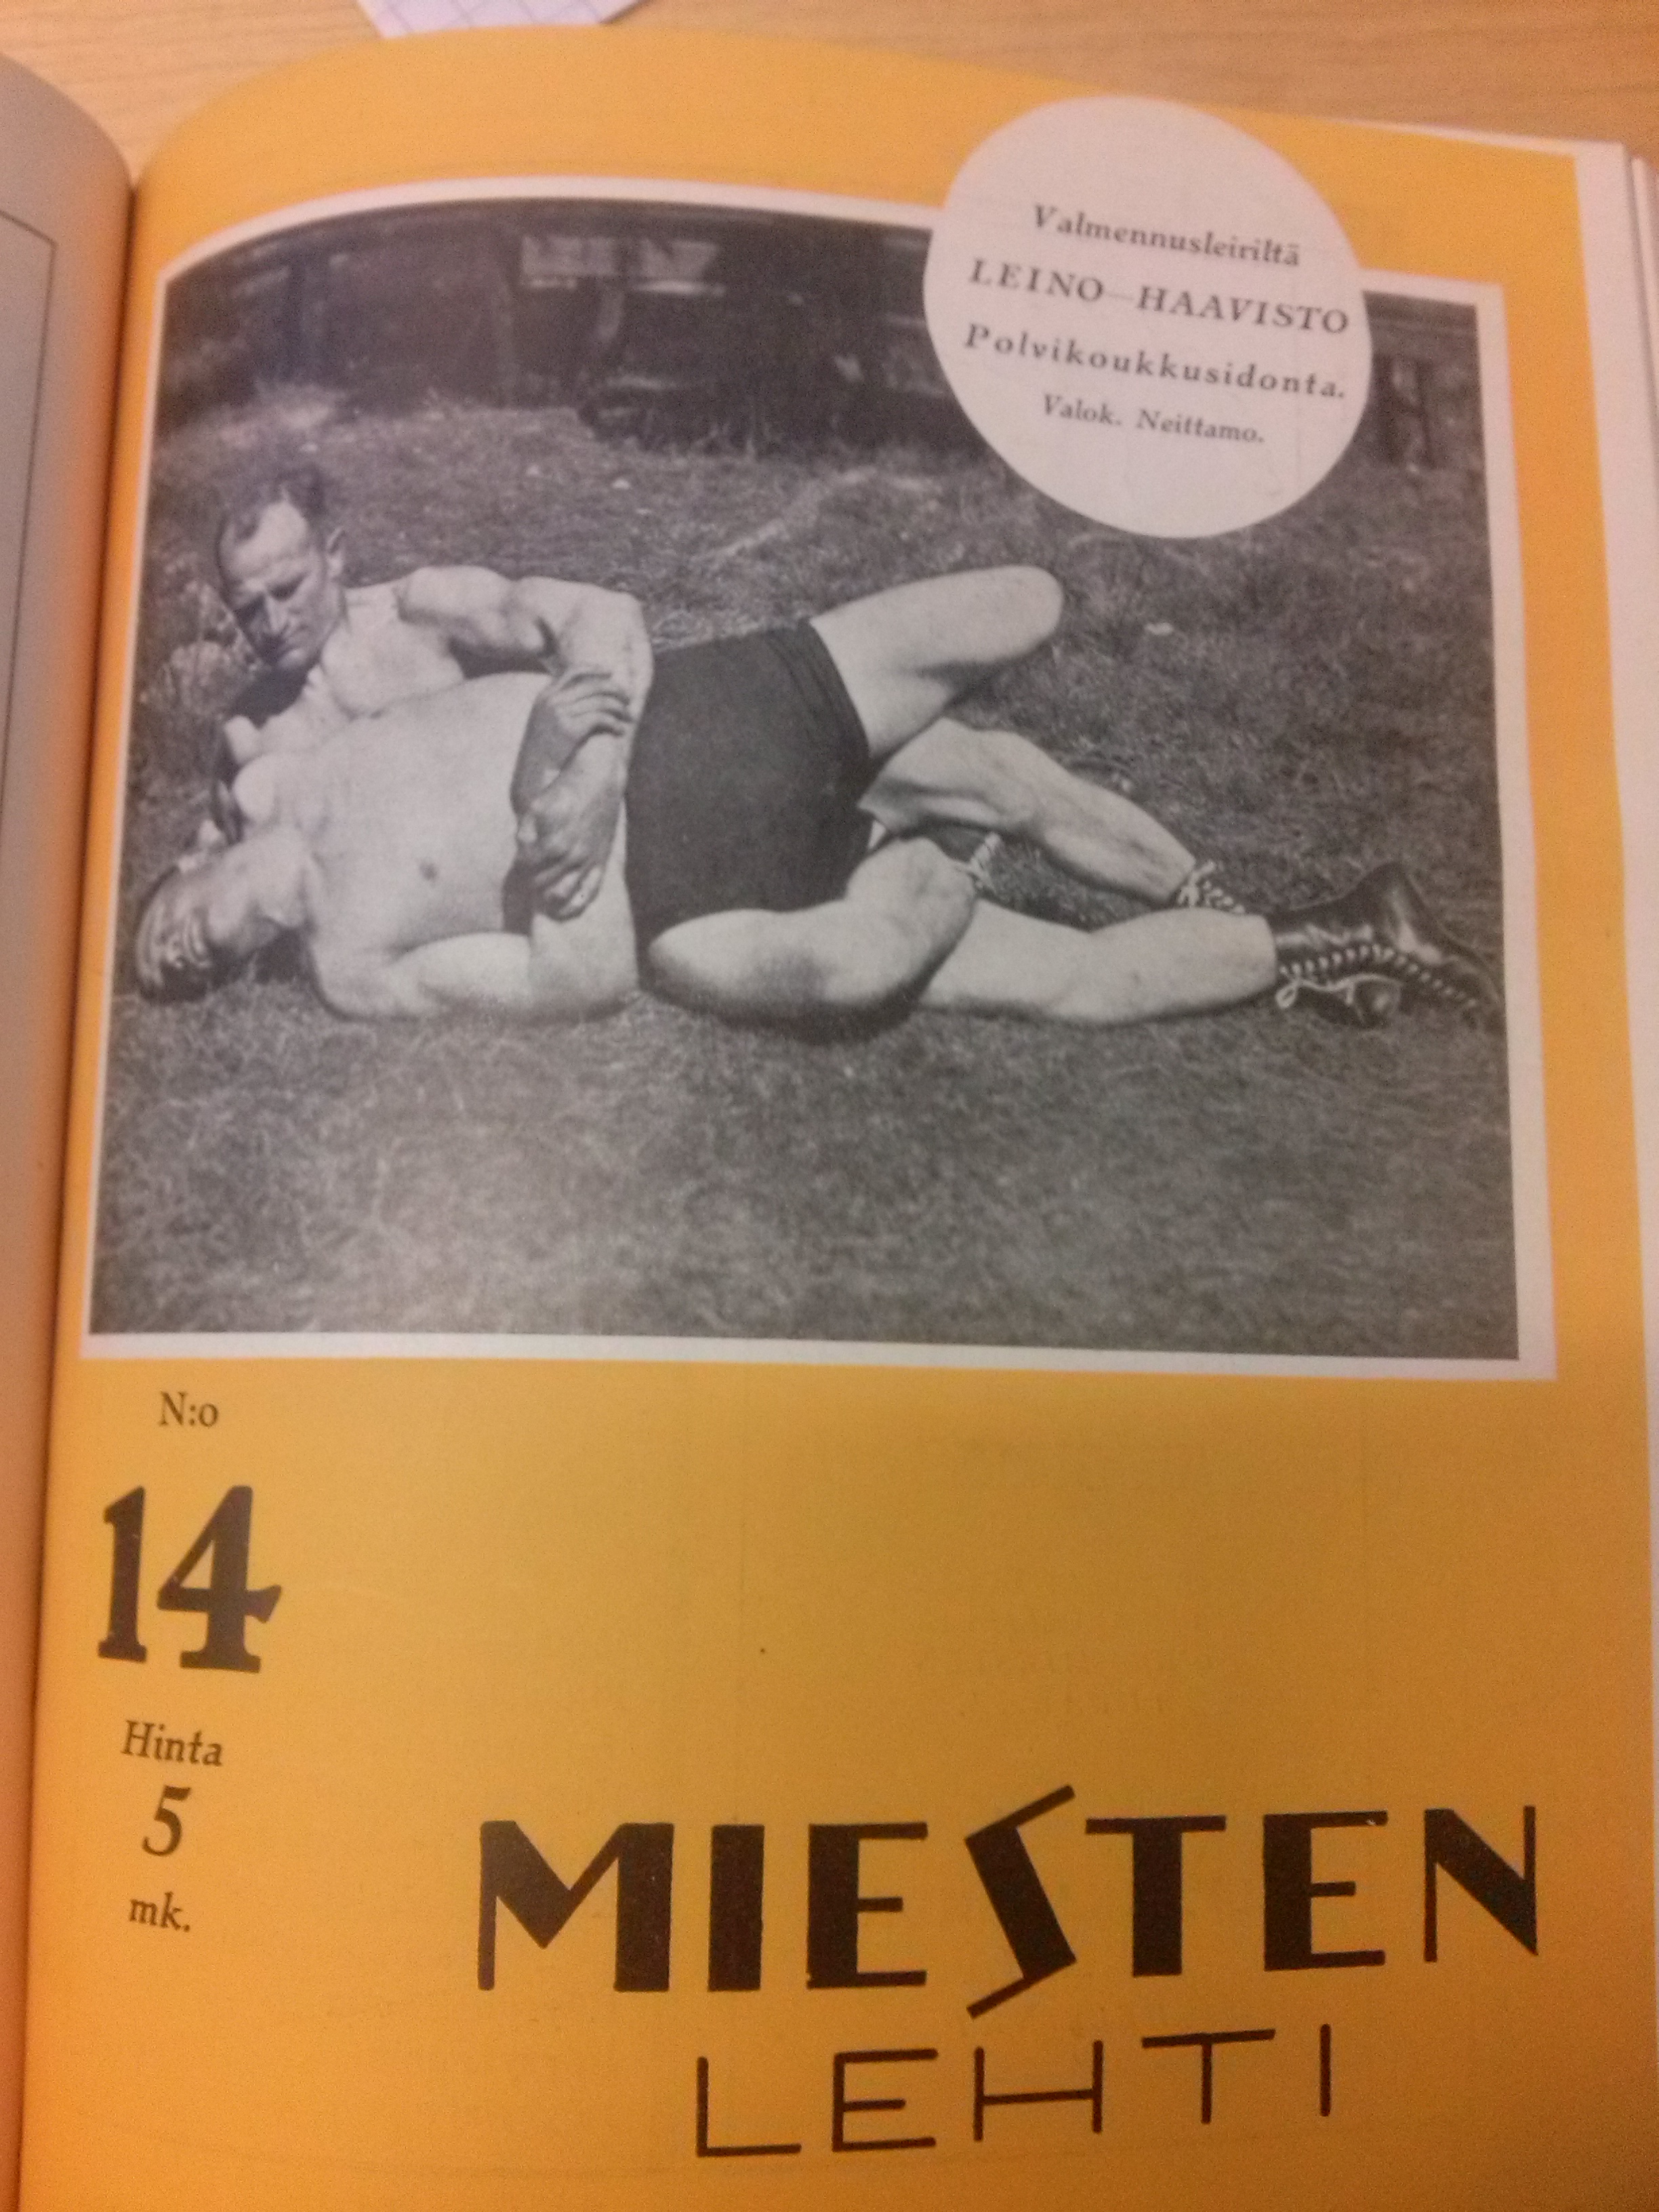 Valmennusleiriltä
LEINO—HAAVISTO
Polvikoukkusidonta.
Valok. Neittamo.
N:o
14
Hinta
5
mk.
MIESTEN
LEHTI